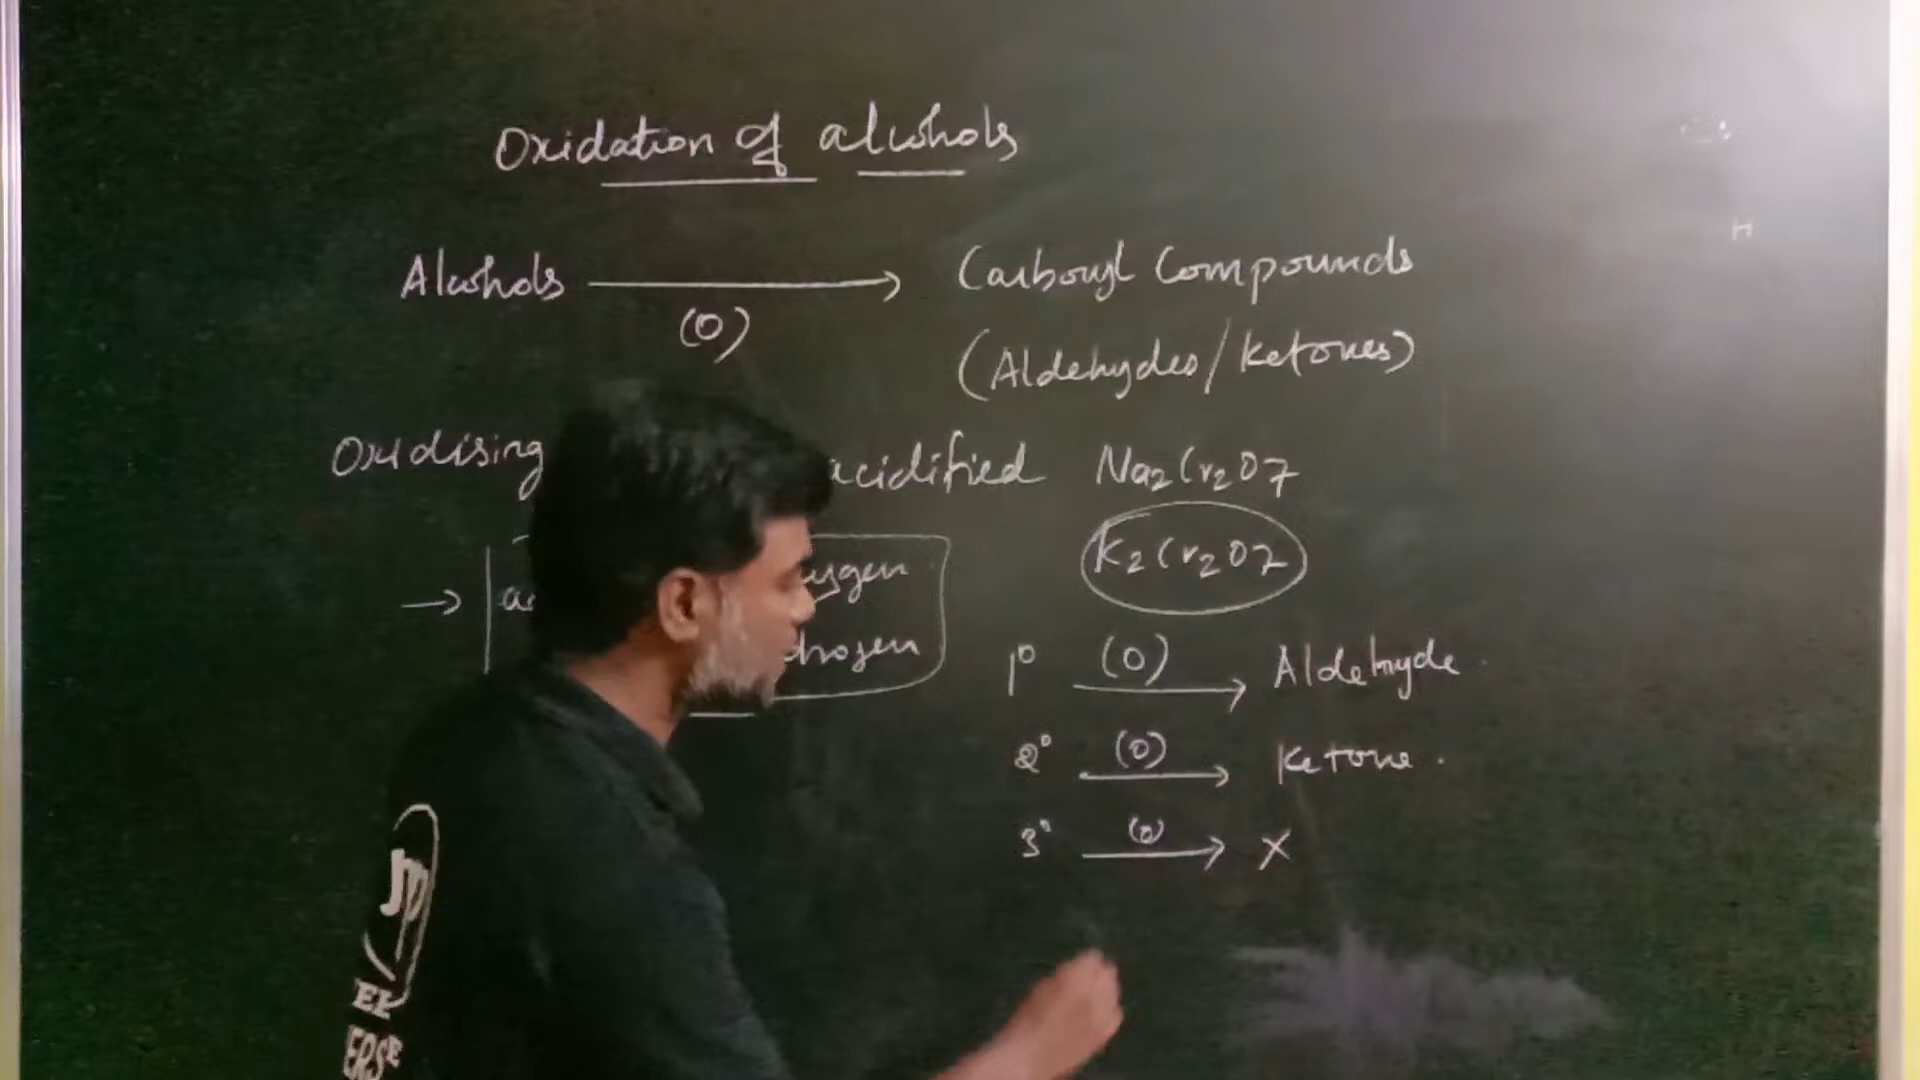 Oxidation of alcohols
Alcohols → Carbonyl Compounds
(O)
(Aldehydes/Ketones)
Oxidising acidified Na2Cr2O7
K2Cr2O7
→
1° (O) → Aldehyde.
2° (O) → Ketone.
3° (O) → X
H